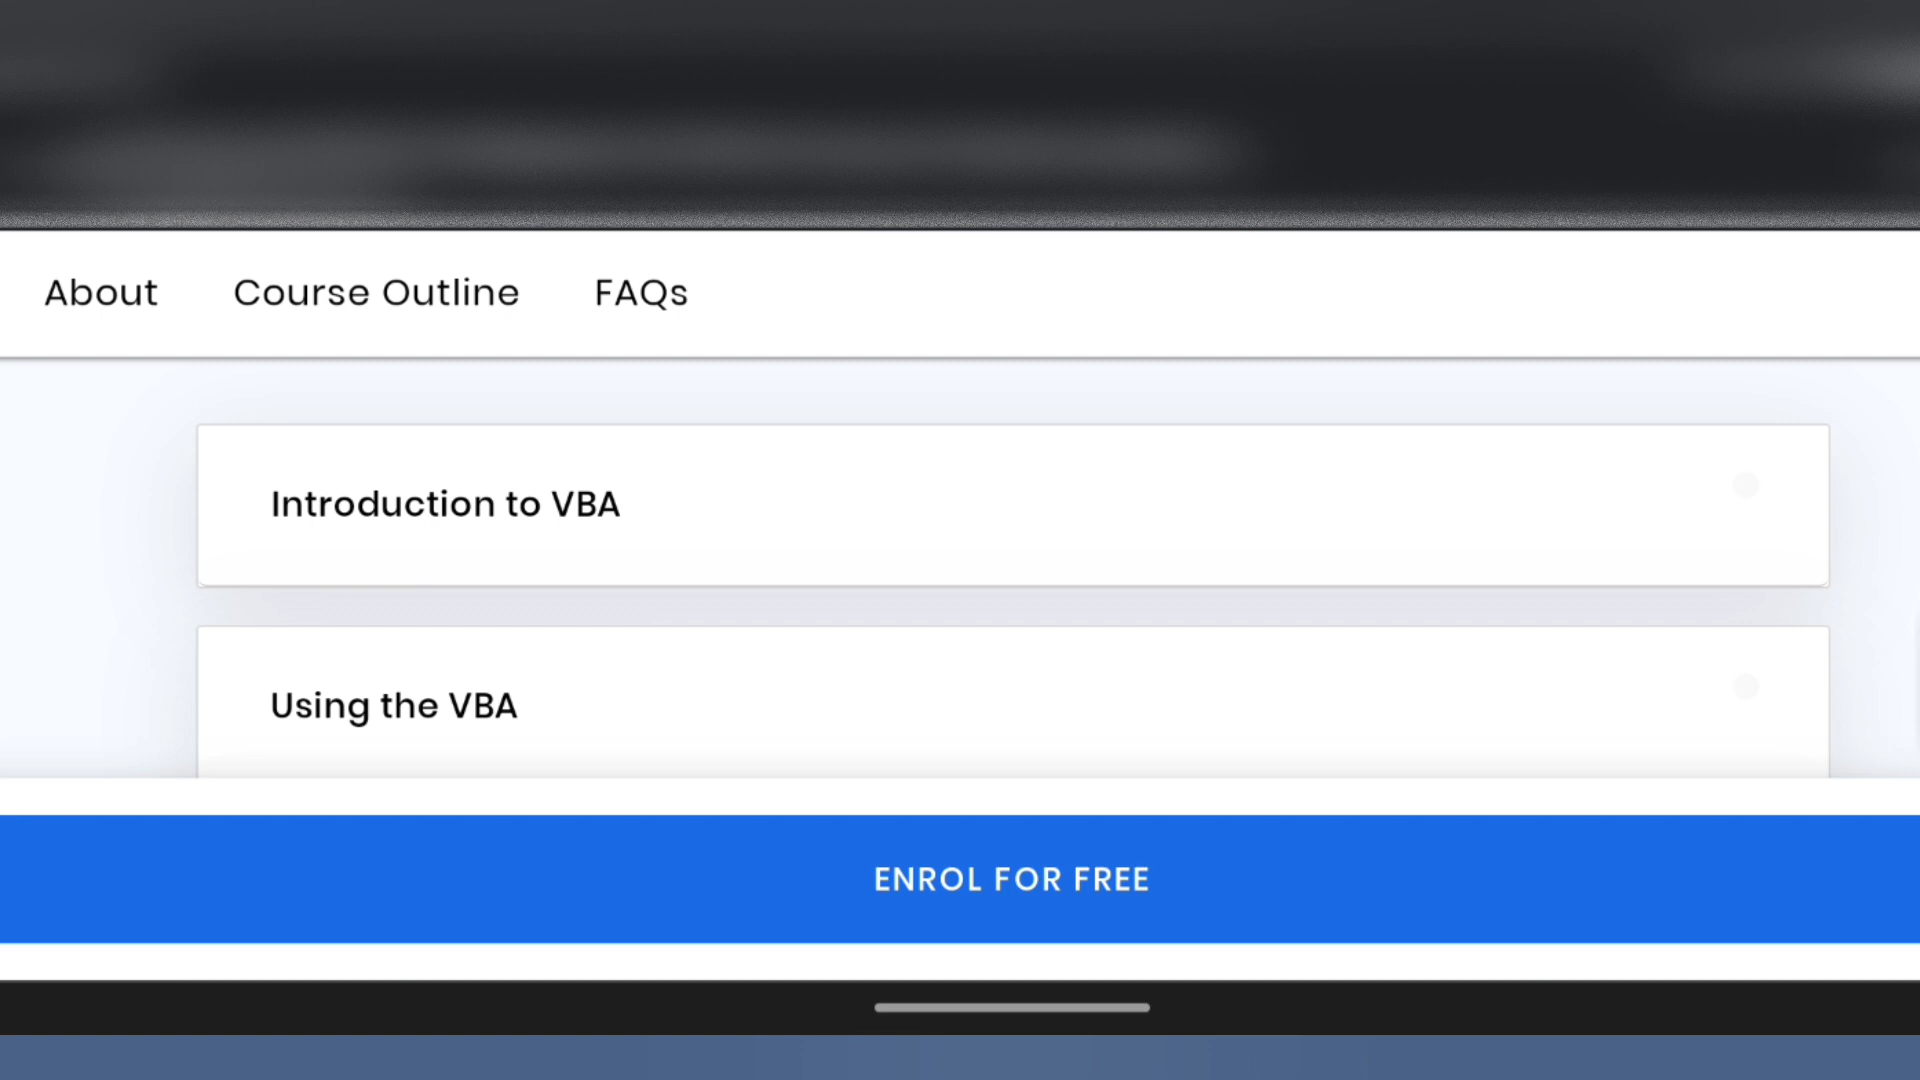 About Course Outline FAQs
Introduction to VBA
Using the VBA
ENROL FOR FREE